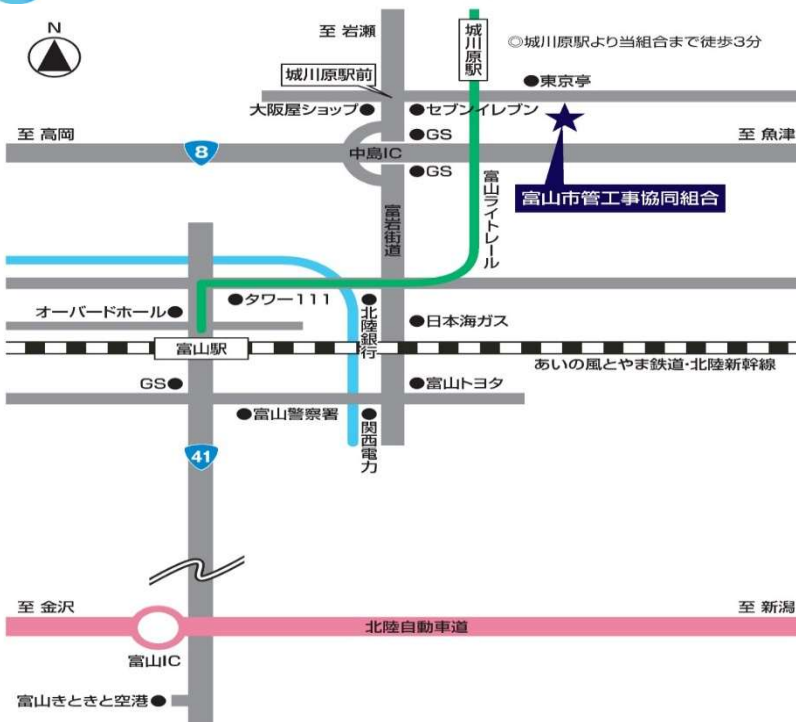 N
至 岩瀬
城川原駅
◎城川原駅より当組合まで徒歩3分
城川原駅前
●東京亭
大阪屋ショップ●
●セブンイレブン
至 高岡
8
中島IC
●GS
●GS
至 魚津
富山市管工事協同組合
富山ライトレール
富岩街道
オーバードホール●
●タワー111
●北陸銀行
●日本海ガス
富山駅
あいの風とやま鉄道・北陸新幹線
GS●
●富山トヨタ
●富山警察署
●関西電力
41
至 金沢
至 新潟
北陸自動車道
富山IC
富山きときと空港●